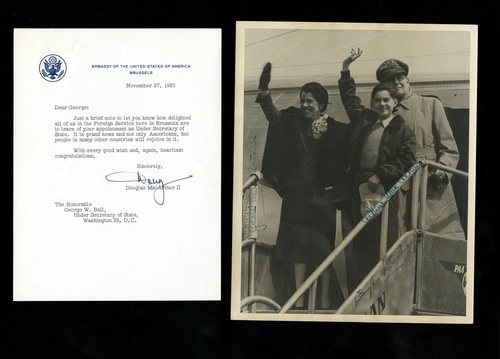 EMBASSY OF THE UNITED STATES OF AMERICA
BRUSSELS
November 27, 1961
Dear George:
Just a brief note to let you know how delighted
all of us in the Foreign Service here in Brussels are
to learn of your appointment as Under Secretary of
State. It is grand news and not only Americans, but
people in many other countries will rejoice in it.
With every good wish and, again, heartiest
congratulations,
Sincerely,
Doug
Douglas MacArthur II
The Honorable
George W. Ball,
Under Secretary of State,
Washington 25, D.C.
PAN